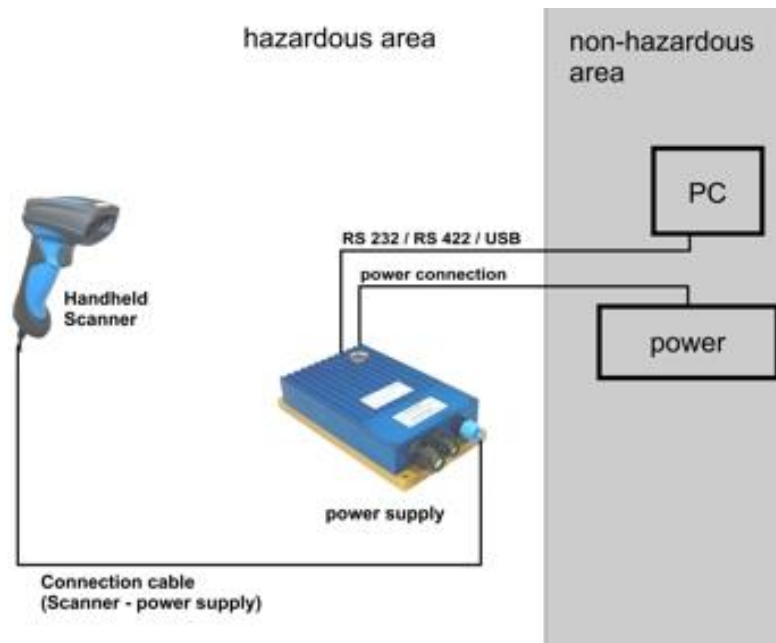 hazardous area
non-hazardous
area
PC
RS 232 / RS 422 / USB
power connection
Handheld
Scanner
power
power supply
Connection cable
(Scanner - power supply)